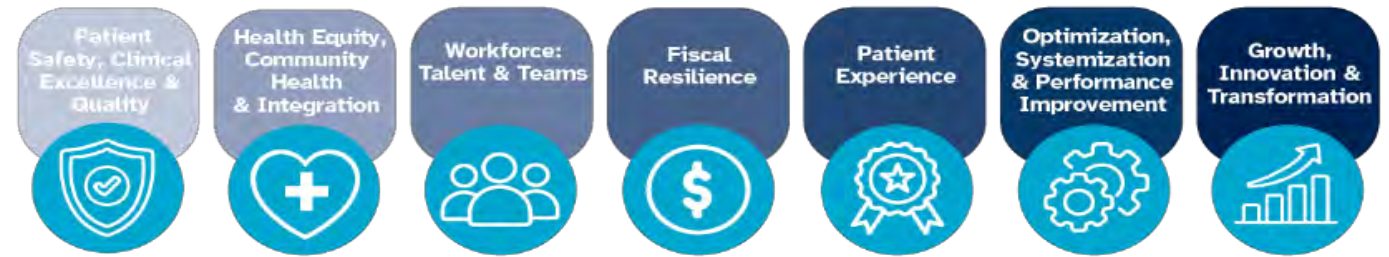 Patient
Safety, Clinical
Excellence &
Quality
Health Equity,
Community
Health
& Integration
Workforce:
Talent & Teams
Fiscal
Resilience
Patient
Experience
Optimization,
Systemization
& Performance
Improvement
Growth,
Innovation &
Transformation
$